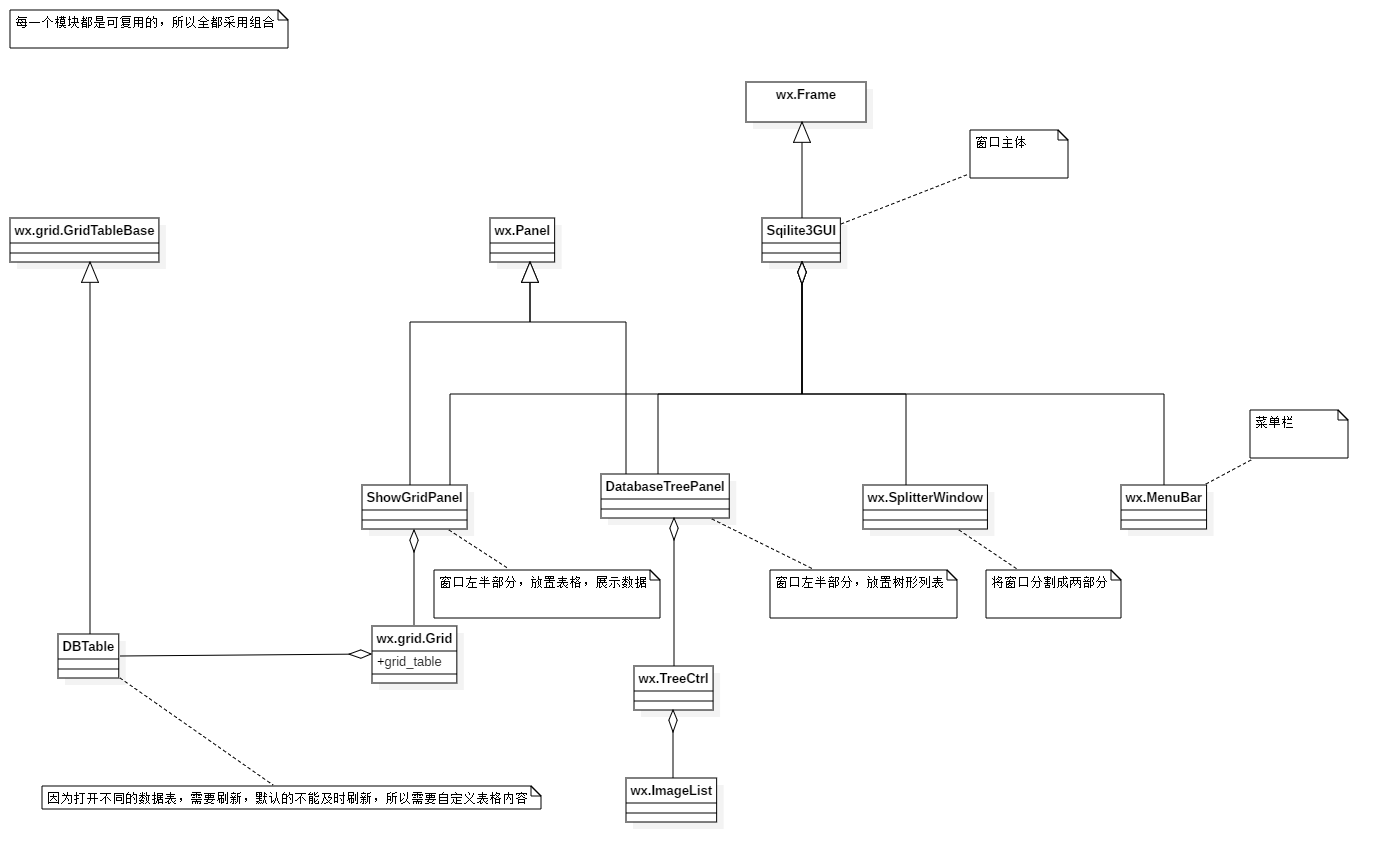 每一个模块都是可复用的，所以全都采用组合
wx.Frame
窗口主体
wx.grid.GridTableBase
wx.Panel
Sqilite3GUI
菜单栏
ShowGridPanel
DatabaseTreePanel
wx.SplitterWindow
wx.MenuBar
窗口左半部分，放置表格，展示数据
窗口左半部分，放置树形列表
将窗口分割成两部分
DBTable
wx.grid.Grid
+grid_table
wx.TreeCtrl
wx.ImageList
因为打开不同的数据表，需要刷新，默认的不能及时刷新，所以需要自定义表格内容